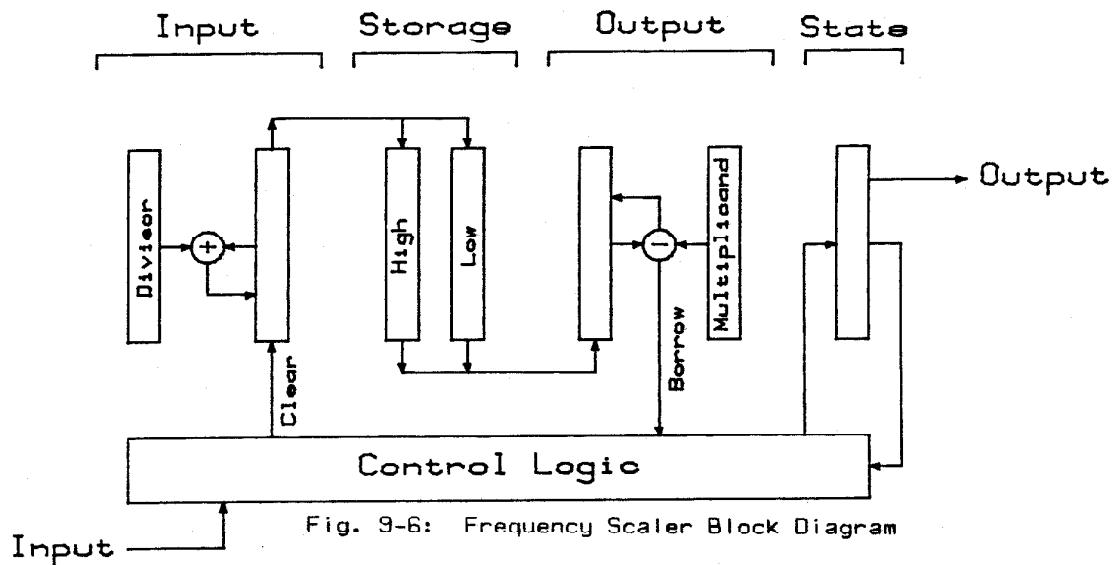 Input Storage Output State
Divisor
+
High
Low
−
Multiplicand
Output
Clear
Borrow
Control Logic
Fig. 9-6: Frequency Scaler Block Diagram
Input